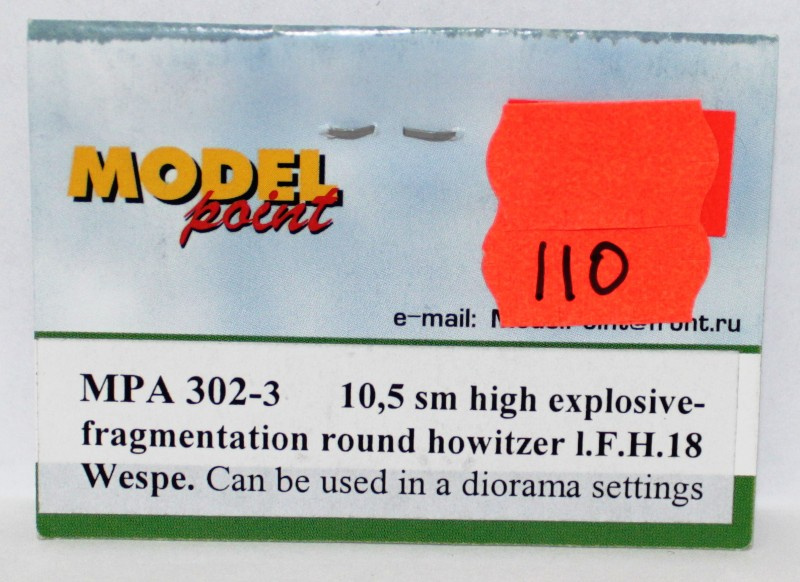 MODEL
point
110
e-mail:
MPA 302-3 10,5 sm high explosive-
fragmentation round howitzer l.F.H.18
Wespe. Can be used in a diorama settings